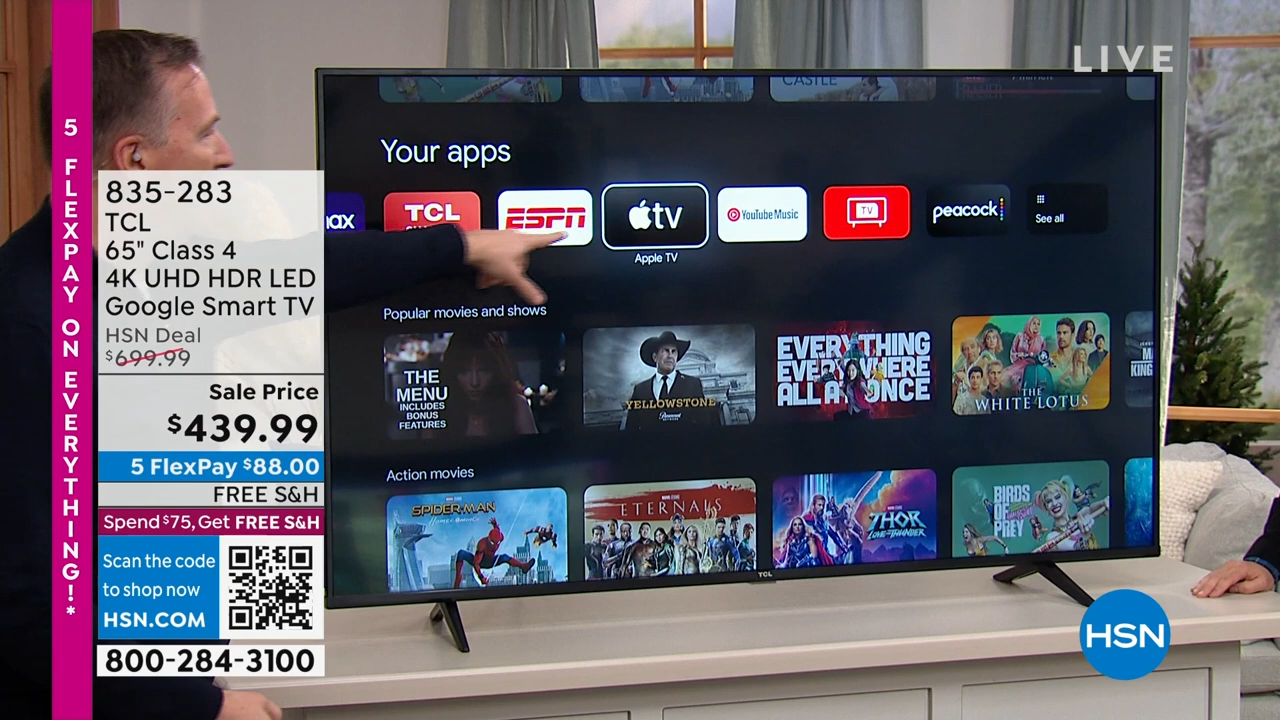 LIVE
5 FLEXPAY ON EVERYTHING!*
835-283
TCL
65" Class 4
4K UHD HDR LED
Google Smart TV
HSN Deal
$699.99
Sale Price
$439.99
5 FlexPay $88.00
FREE S&H
Spend $75, Get FREE S&H
Scan the code
to shop now
HSN.COM
800-284-3100
CASTLE
Your apps
max
TCL
ESPN
tv
YouTube Music
TV
peacock
See all
Apple TV
Popular movies and shows
THE
MENU
INCLUDES
BONUS
FEATURES
YELLOWSTONE
EVERYTHING
EVERYWHERE
ALL AT ONCE
THE
WHITE LOTUS
Action movies
SPIDER-MAN
Homecoming
ETERNALS
THOR
LOVE AND THUNDER
BIRDS
OF
PREY
TCL
HSN